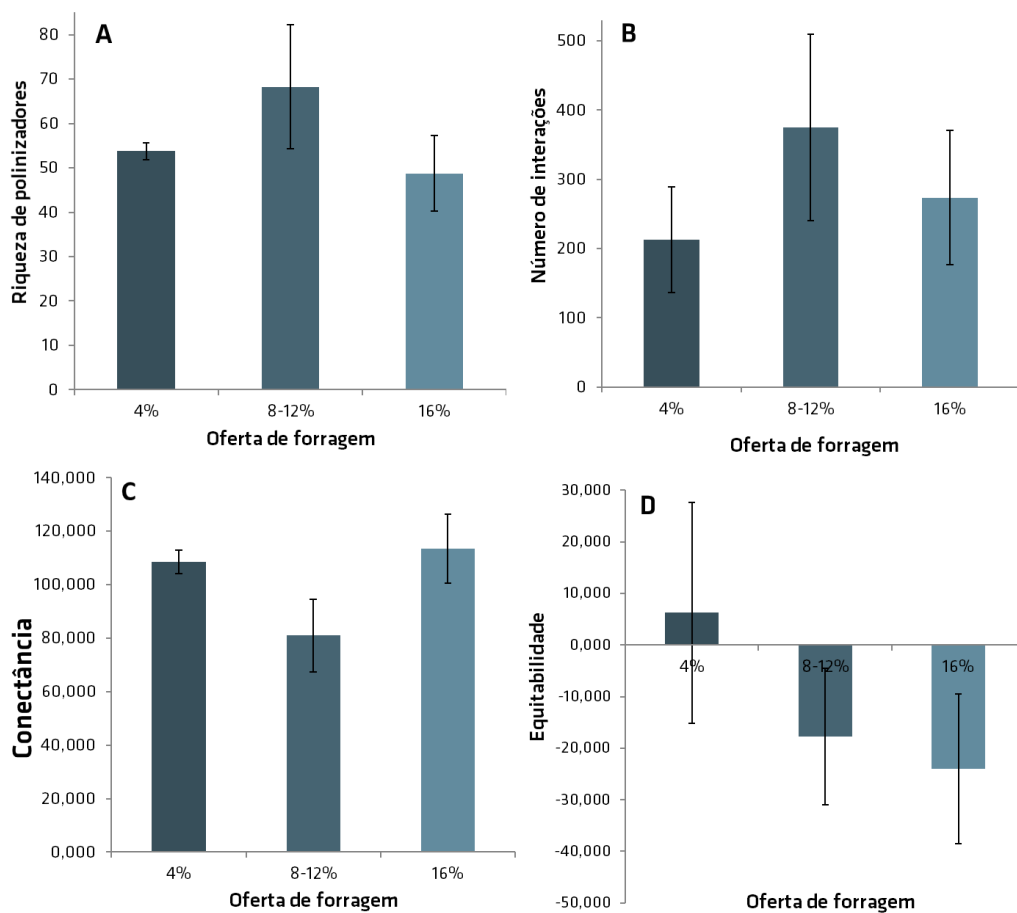 A
Riqueza de polinizadores
80
70
60
50
40
30
20
10
0
4% 8-12% 16%
Oferta de forragem
B
Número de interações
500
400
300
200
100
0
4% 8-12% 16%
Oferta de forragem
C
Conectância
140,000
120,000
100,000
80,000
60,000
40,000
20,000
0,000
4% 8-12% 16%
Oferta de forragem
D
Equitabilidade
30,000
20,000
10,000
0,000
-10,000
-20,000
-30,000
-40,000
-50,000
4% 8-12% 16%
Oferta de forragem